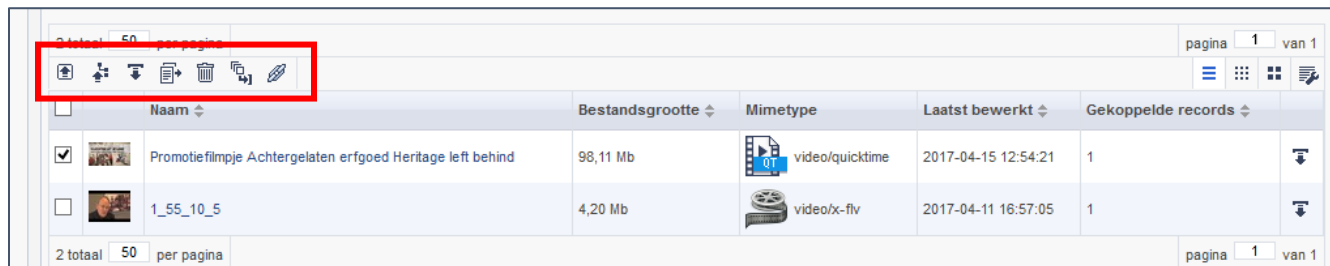 2 totaal 50 per pagina pagina 1 van 1
Naam Bestandsgrootte Mimetype Laatst bewerkt Gekoppelde records
Promotiefilmpje Achtergelaten erfgoed Heritage left behind 98,11 Mb QT video/quicktime 2017-04-15 12:54:21 1
1_55_10_5 4,20 Mb video/x-flv 2017-04-11 16:57:05 1
2 totaal 50 per pagina pagina 1 van 1